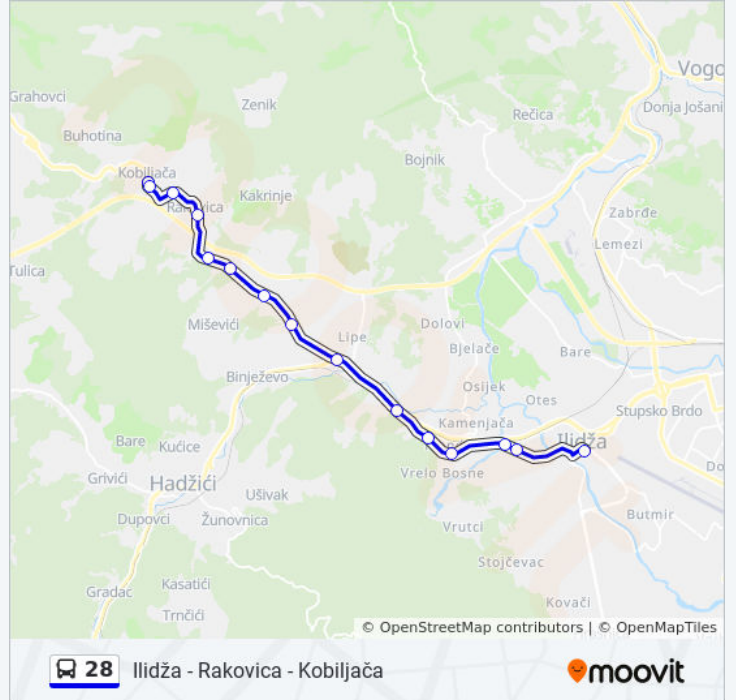 Vogo
Grahovci
Zenik
Donja Jošani
Rečica
Buhotina
Bojnik
Kobiljača
Kakrinje
Rakovica
Zabrđe
Lemezi
Tulica
Miševići
Dolovi
Lipe
Bjelače
Bare
Binježevo
Osijek
Otes
Stupsko Brdo
Kamenjača
Bare
Kućice
Ilidža
Do
Vrelo Bosne
Grivići
Hadžići
Ušivak
Butmir
Dupovci
Žunovnica
Vrutci
Stojčevac
Kasatići
Gradac
Kovači
Trnčići
© OpenStreetMap contributors | © OpenMapTiles
28 Ilidža - Rakovica - Kobiljača
moovit